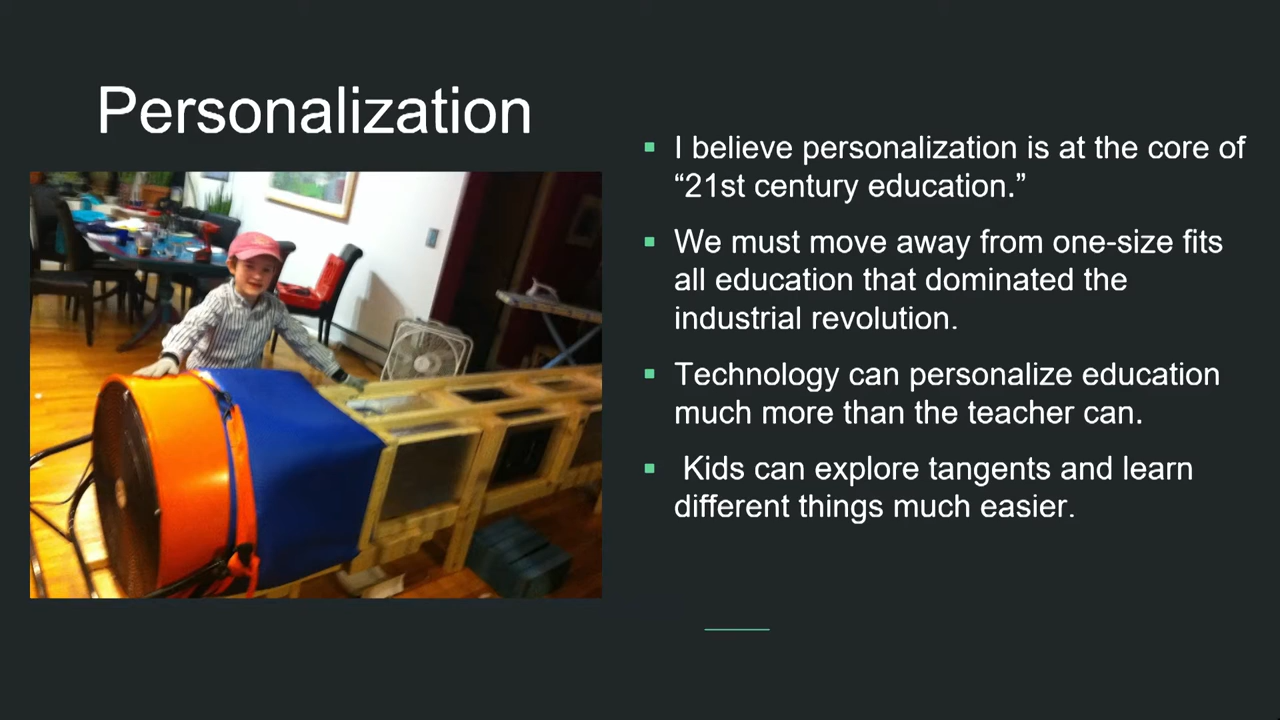 Personalization
I believe personalization is at the core of
“21st century education.”
We must move away from one-size fits
all education that dominated the
industrial revolution.
Technology can personalize education
much more than the teacher can.
Kids can explore tangents and learn
different things much easier.